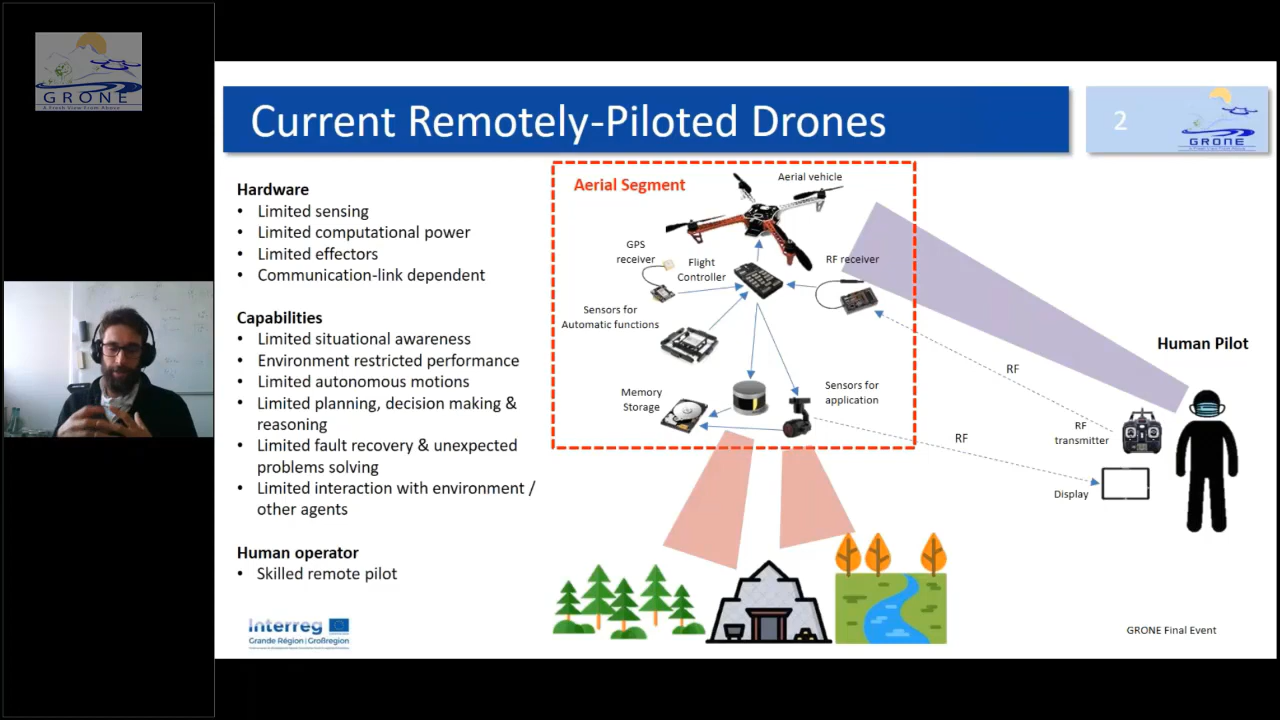 GRONE
A Fresh View From Above
Current Remotely-Piloted Drones
2
GRONE
Hardware
• Limited sensing
• Limited computational power
• Limited effectors
• Communication-link dependent
Capabilities
• Limited situational awareness
• Environment restricted performance
• Limited autonomous motions
• Limited planning, decision making &
reasoning
• Limited fault recovery & unexpected
problems solving
• Limited interaction with environment /
other agents
Human operator
• Skilled remote pilot
Aerial Segment
Aerial vehicle
GPS
receiver
Flight
Controller
RF receiver
Sensors for
Automatic functions
Memory
Storage
Sensors for
application
RF
RF
Human Pilot
RF
transmitter
Display
Interreg
Grande Région | Großregion
GRONE Final Event